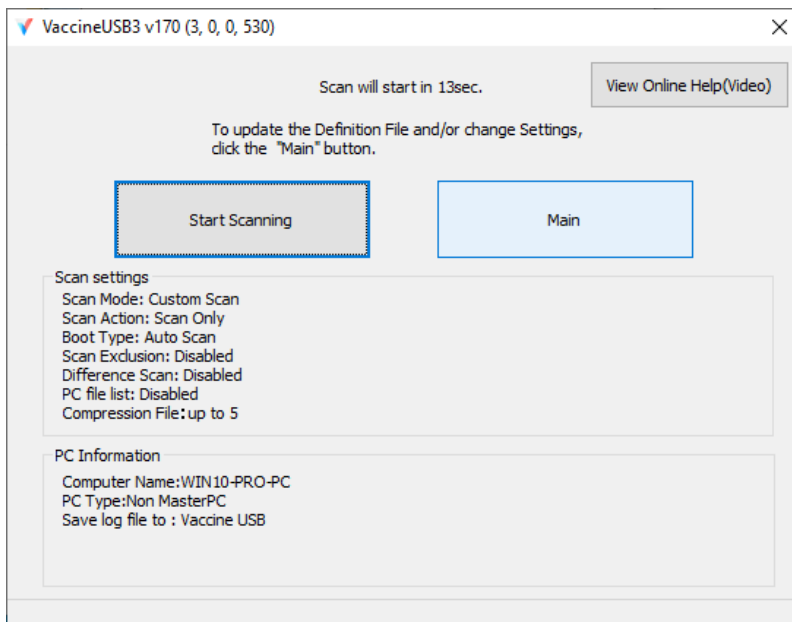 VaccineUSB3 v170 (3, 0, 0, 530)
Scan will start in 13sec.
View Online Help(Video)
To update the Definition File and/or change Settings,
click the "Main" button.
Start Scanning
Main
Scan settings
Scan Mode: Custom Scan
Scan Action: Scan Only
Boot Type: Auto Scan
Scan Exclusion: Disabled
Difference Scan: Disabled
PC file list: Disabled
Compression File:up to 5
PC Information
Computer Name:WIN10-PRO-PC
PC Type:Non MasterPC
Save log file to : Vaccine USB